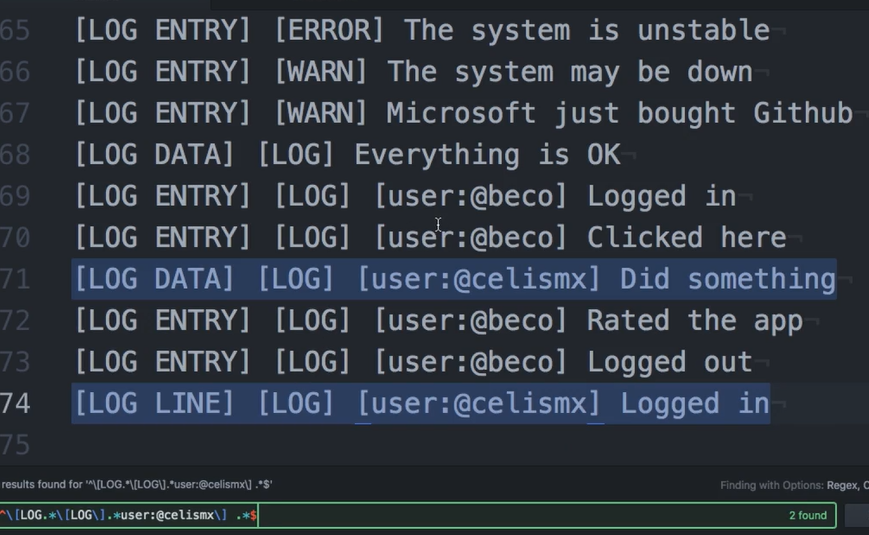 65 [LOG ENTRY] [ERROR] The system is unstable¬
66 [LOG ENTRY] [WARN] The system may be down¬
67 [LOG ENTRY] [WARN] Microsoft just bought Github¬
68 [LOG DATA] [LOG] Everything is OK¬
69 [LOG ENTRY] [LOG] [user:@beco] Logged in¬
70 [LOG ENTRY] [LOG] [user:@beco] Clicked here¬
71 [LOG DATA] [LOG] [user:@celismx] Did something¬
72 [LOG ENTRY] [LOG] [user:@beco] Rated the app¬
73 [LOG ENTRY] [LOG] [user:@beco] Logged out¬
74 [LOG LINE] [LOG] [user:@celismx] Logged in¬
75
results found for '^\[LOG.*\[LOG\].*user:@celismx\] .*$' Finding with Options: Regex,
^\[LOG.*\[LOG\].*user:@celismx\] .*$ 2 found